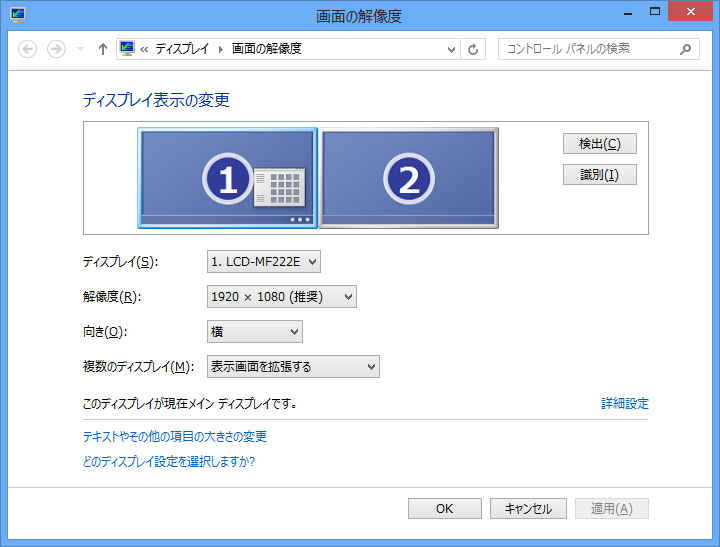 画面の解像度
« ディスプレイ ▸ 画面の解像度
コントロール パネルの検索
ディスプレイ表示の変更
1
2
検出(C)
識別(I)
ディスプレイ(S): 1. LCD-MF222E
解像度(R): 1920 × 1080 (推奨)
向き(O): 横
複数のディスプレイ(M): 表示画面を拡張する
このディスプレイが現在メイン ディスプレイです。
詳細設定
テキストやその他の項目の大きさの変更
どのディスプレイ設定を選択しますか?
OK キャンセル 適用(A)